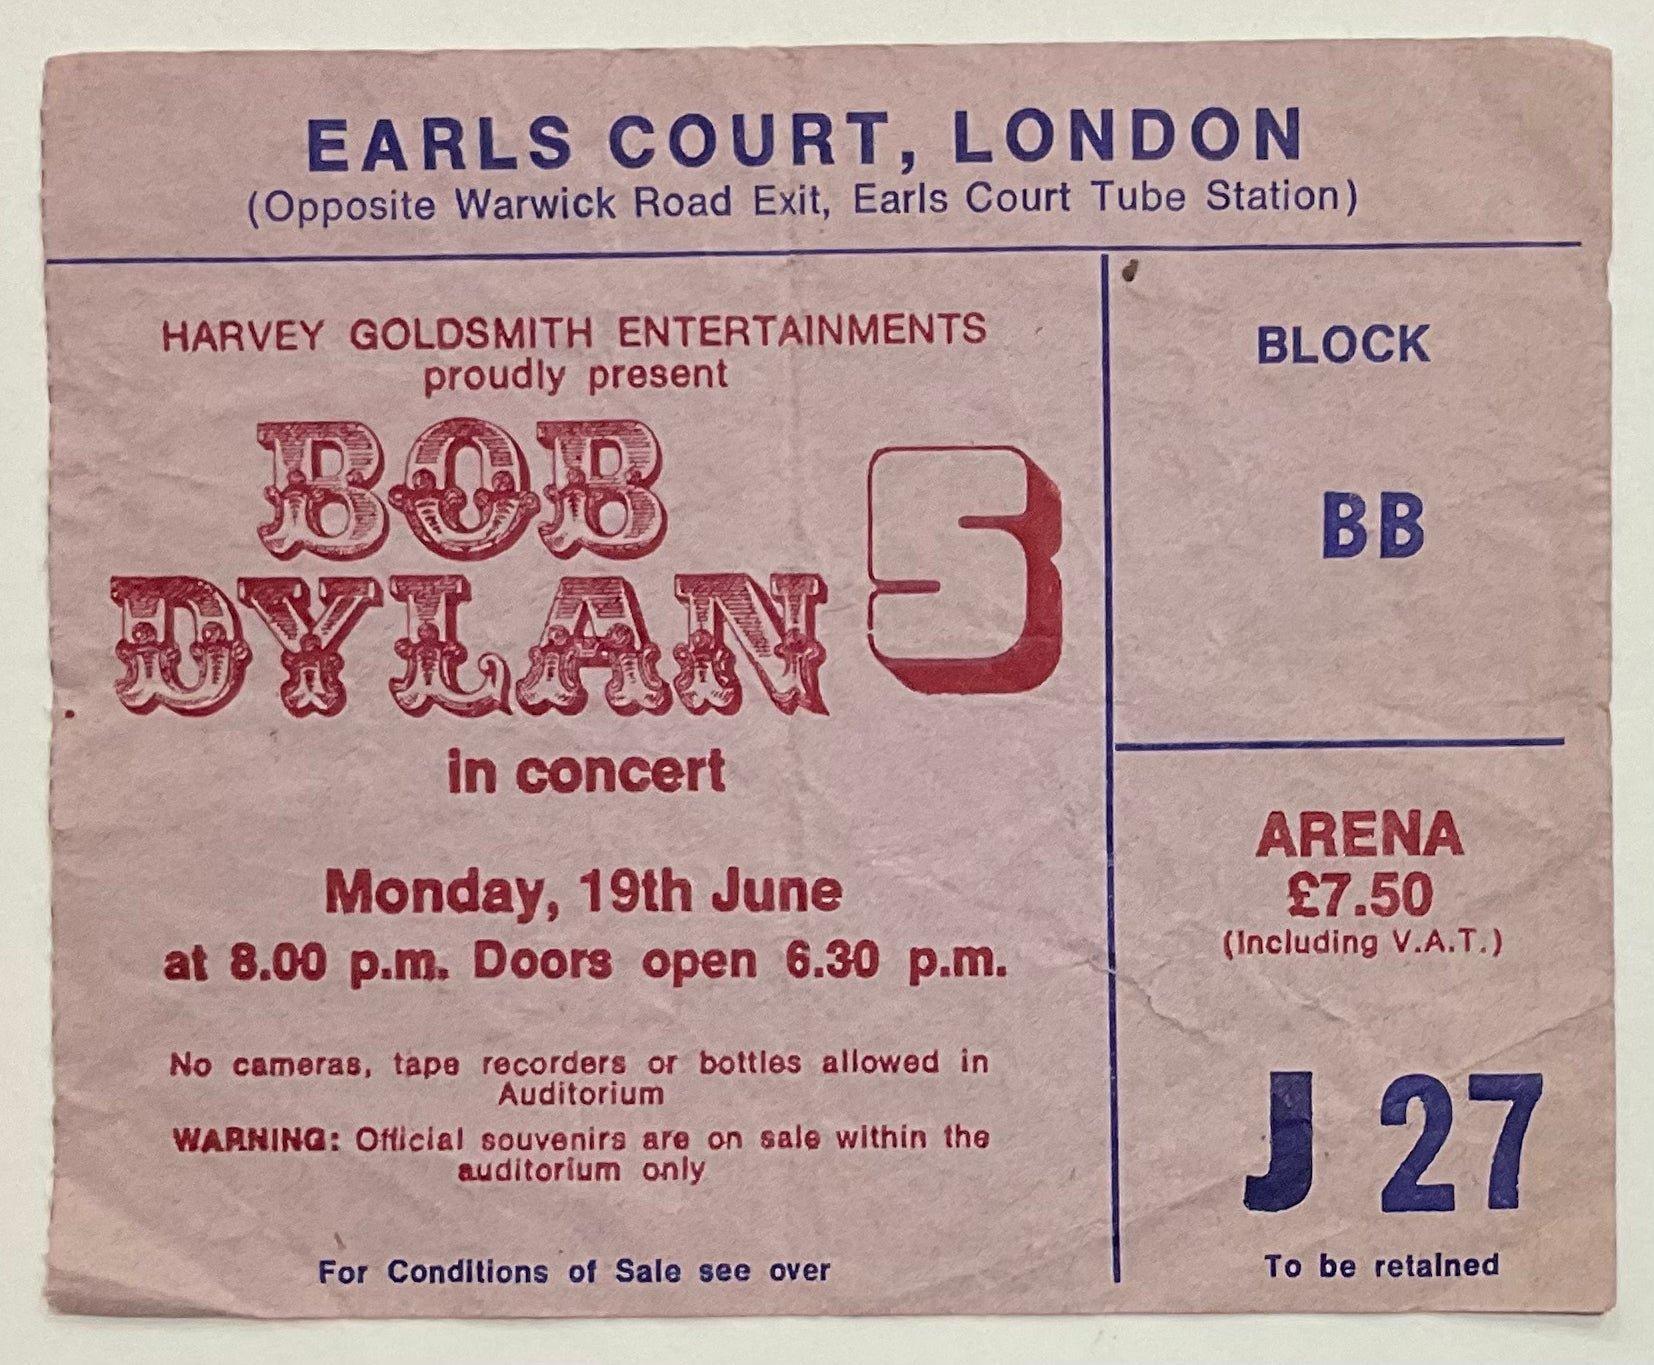 EARLS COURT, LONDON
(Opposite Warwick Road Exit, Earls Court Tube Station)
HARVEY GOLDSMITH ENTERTAINMENTS
proudly present
BOB
DYLAN
5
in concert
Monday, 19th June
at 8.00 p.m. Doors open 6.30 p.m.
No cameras, tape recorders or bottles allowed in
Auditorium
WARNING: Official souvenirs are on sale within the
auditorium only
For Conditions of Sale see over
BLOCK
BB
ARENA
£7.50
(Including V.A.T.)
J 27
To be retained